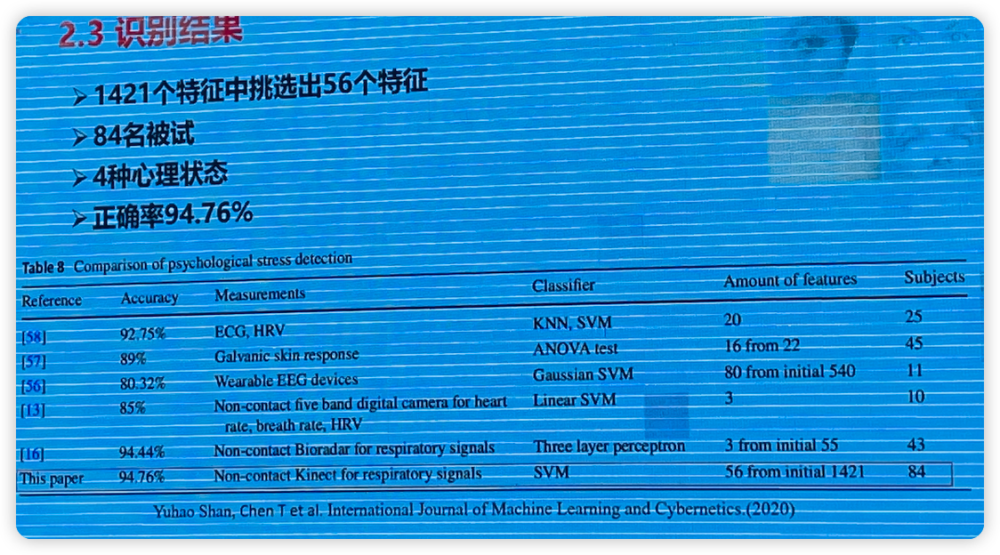 2.3 识别结果
➢1421个特征中挑选出56个特征
➢84名被试
➢4种心理状态
➢正确率94.76%
Table 8 Comparison of psychological stress detection
Reference Accuracy Measurements Classifier Amount of features Subjects
[58] 92.75% ECG, HRV KNN, SVM 20 25
[57] 89% Galvanic skin response ANOVA test 16 from 22 45
[56] 80.32% Wearable EEG devices Gaussian SVM 80 from initial 540 11
[13] 85% Non-contact five band digital camera for heart Linear SVM 3 10
rate, breath rate, HRV
[16] 94.44% Non-contact Bioradar for respiratory signals Three layer perceptron 3 from initial 55 43
This paper 94.76% Non-contact Kinect for respiratory signals SVM 56 from initial 1421 84
Yuhao Shan, Chen T et al. International Journal of Machine Learning and Cybernetics.(2020)